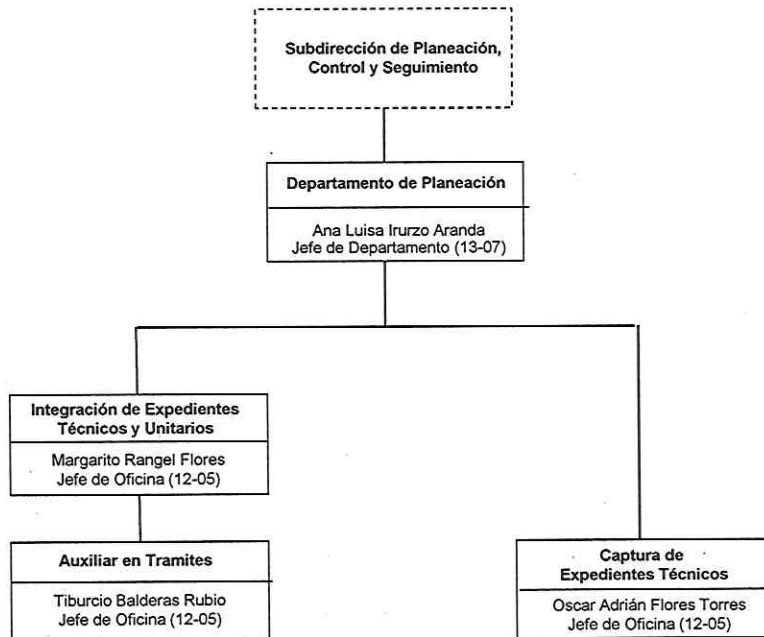 Subdirección de Planeación,
Control y Seguimiento
Departamento de Planeación
Ana Luisa Irurzo Aranda
Jefe de Departamento (13-07)
Integración de Expedientes
Técnicos y Unitarios
Margarito Rangel Flores
Jefe de Oficina (12-05)
Auxiliar en Tramites
Tiburcio Balderas Rubio
Jefe de Oficina (12-05)
Captura de
Expedientes Técnicos
Oscar Adrián Flores Torres
Jefe de Oficina (12-05)